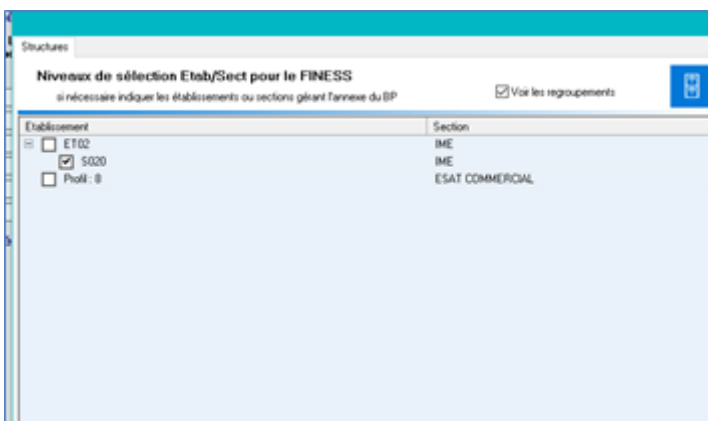 Structures
Niveaux de sélection Etab/Sect pour le FINESS
si nécessaire indiquer les établissements ou sections gérant l'annexe du BP
Voir les regroupements
Etablissement Section
ET02 IME
S020 IME
Profil : 8 ESAT COMMERCIAL